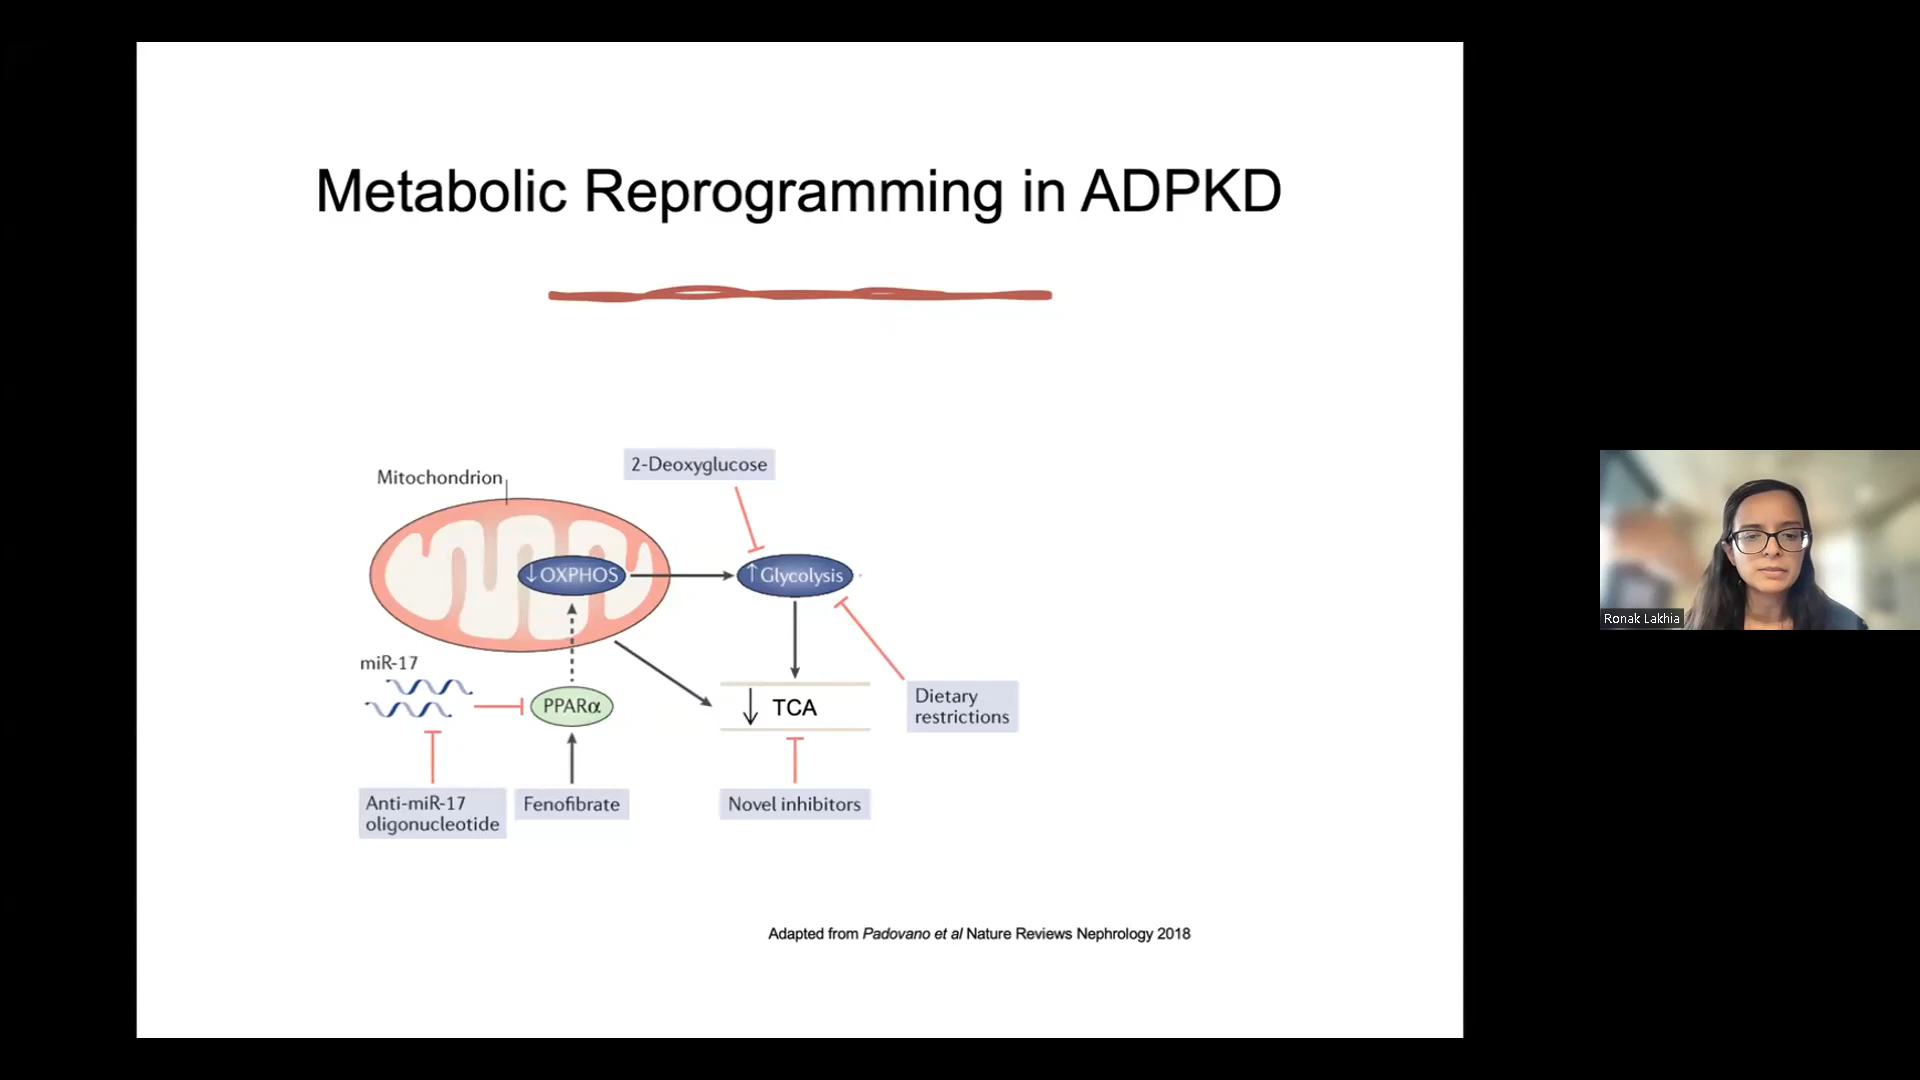 Metabolic Reprogramming in ADPKD
2-Deoxyglucose
Mitochondrion
↓OXPHOS
↑Glycolysis
miR-17
PPARα
↓ TCA
Dietary
restrictions
Anti-miR-17
oligonucleotide
Fenofibrate
Novel inhibitors
Adapted from Padovano et al Nature Reviews Nephrology 2018
Ronak Lakhia